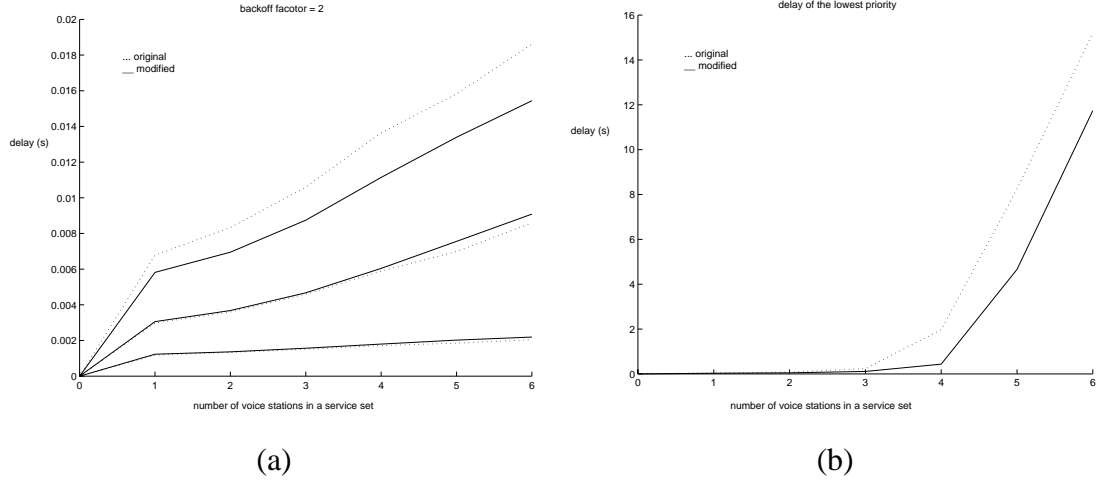 backoff facotor = 2
0.02
0.018
0.016
0.014
0.012
0.01
0.008
0.006
0.004
0.002
0
... original
__ modified
delay (s)
0 1 2 3 4 5 6
number of voice stations in a service set
(a)
delay of the lowest priority
16
14
12
10
8
6
4
2
0
... original
__ modified
delay (s)
0 1 2 3 4 5 6
number of voice stations in a service set
(b)